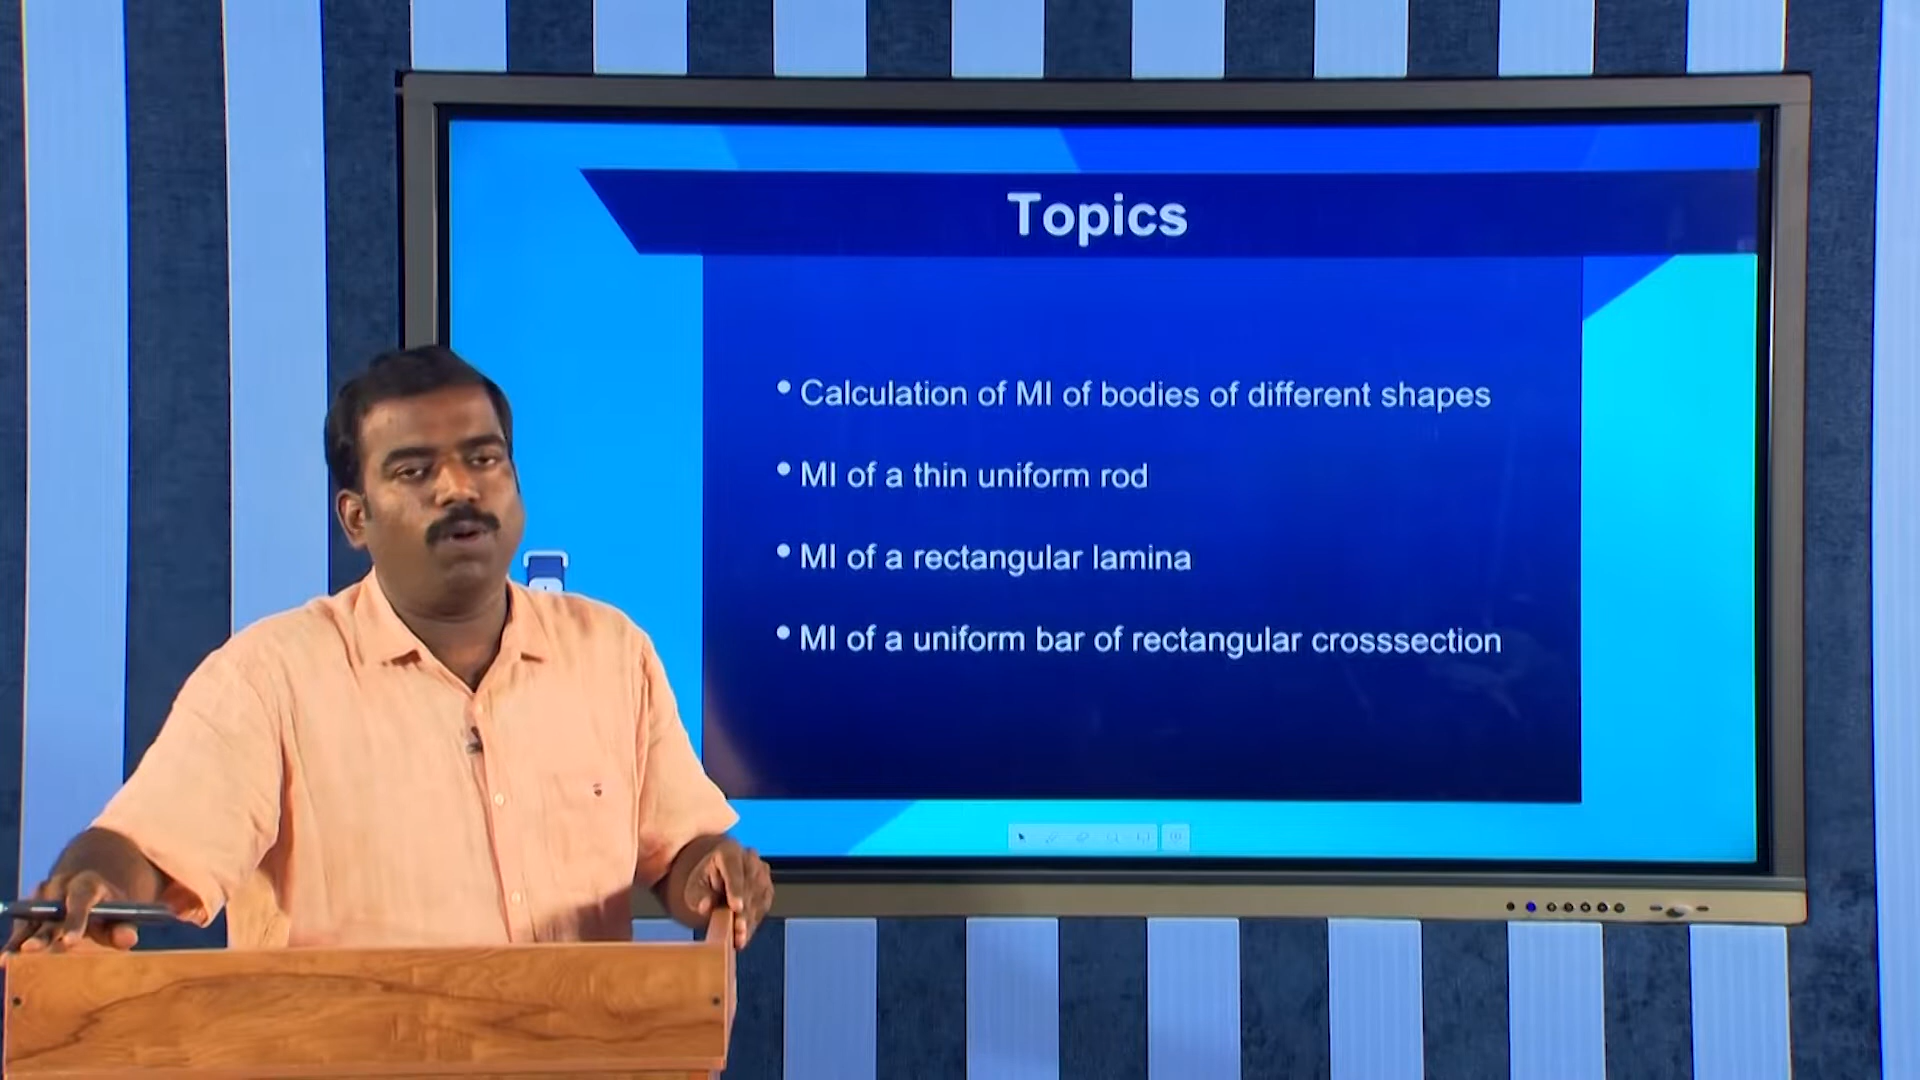 Topics
• Calculation of MI of bodies of different shapes
• MI of a thin uniform rod
• MI of a rectangular lamina
• MI of a uniform bar of rectangular crosssection